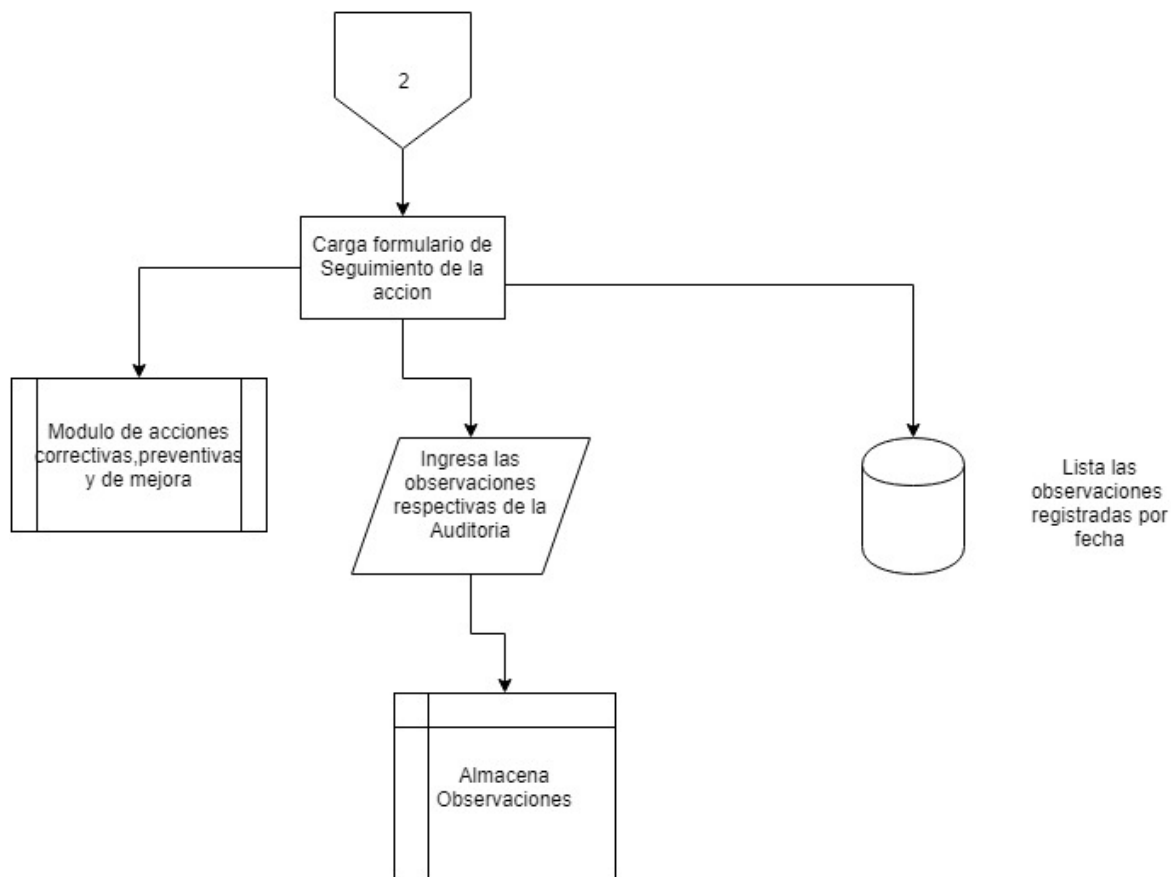 2
Carga formulario de
Seguimiento de la
accion
Modulo de acciones
correctivas,preventivas
y de mejora
Ingresa las
observaciones
respectivas de la
Auditoria
Lista las
observaciones
registradas por
fecha
Almacena
Observaciones